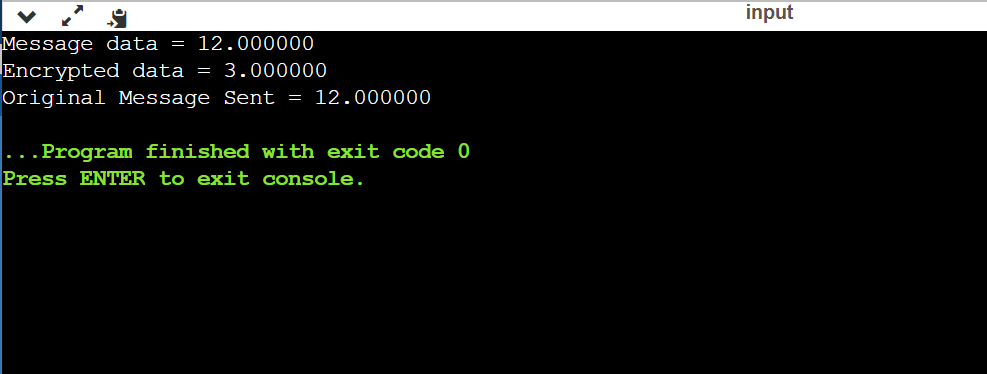 input
Message data = 12.000000
Encrypted data = 3.000000
Original Message Sent = 12.000000
...Program finished with exit code 0
Press ENTER to exit console.